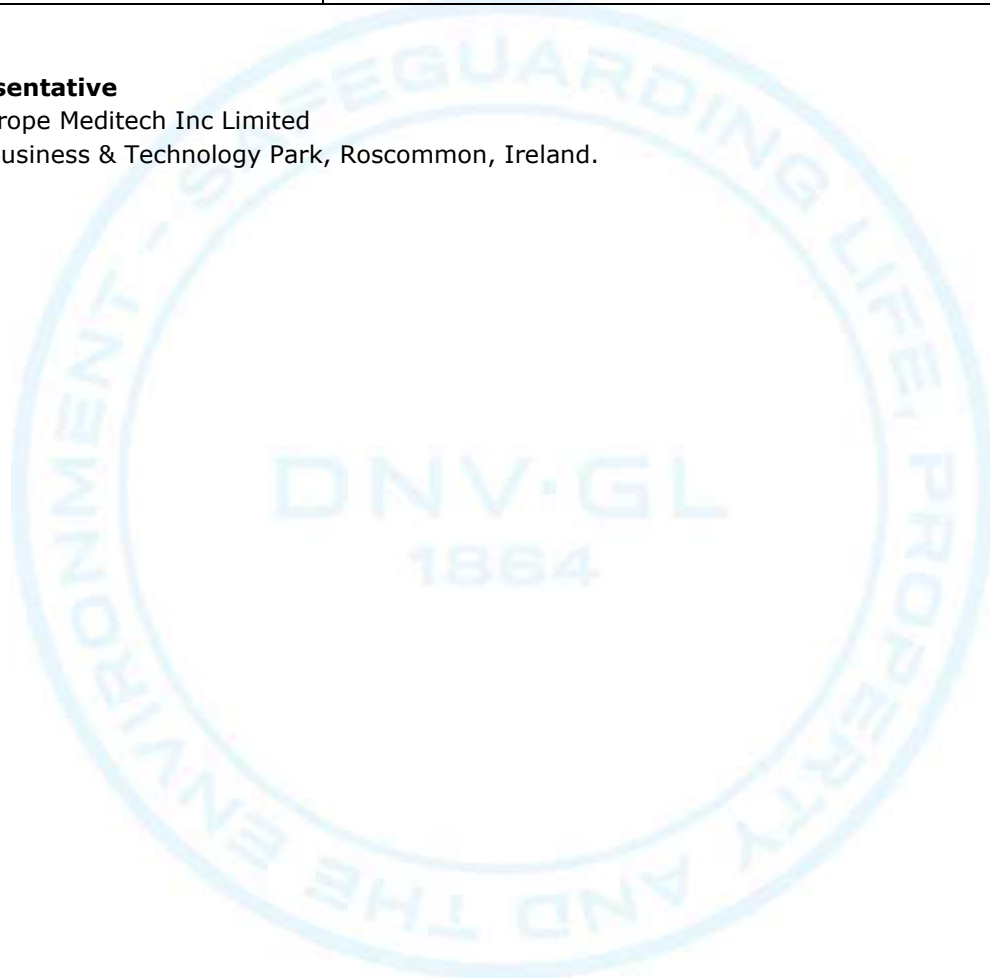 sentative
rope Meditech Inc Limited
usiness & Technology Park, Roscommon, Ireland.
SAFEGUARDING LIFE, PROPERTY AND THE ENVIRONMENT -
DNV·GL
1864